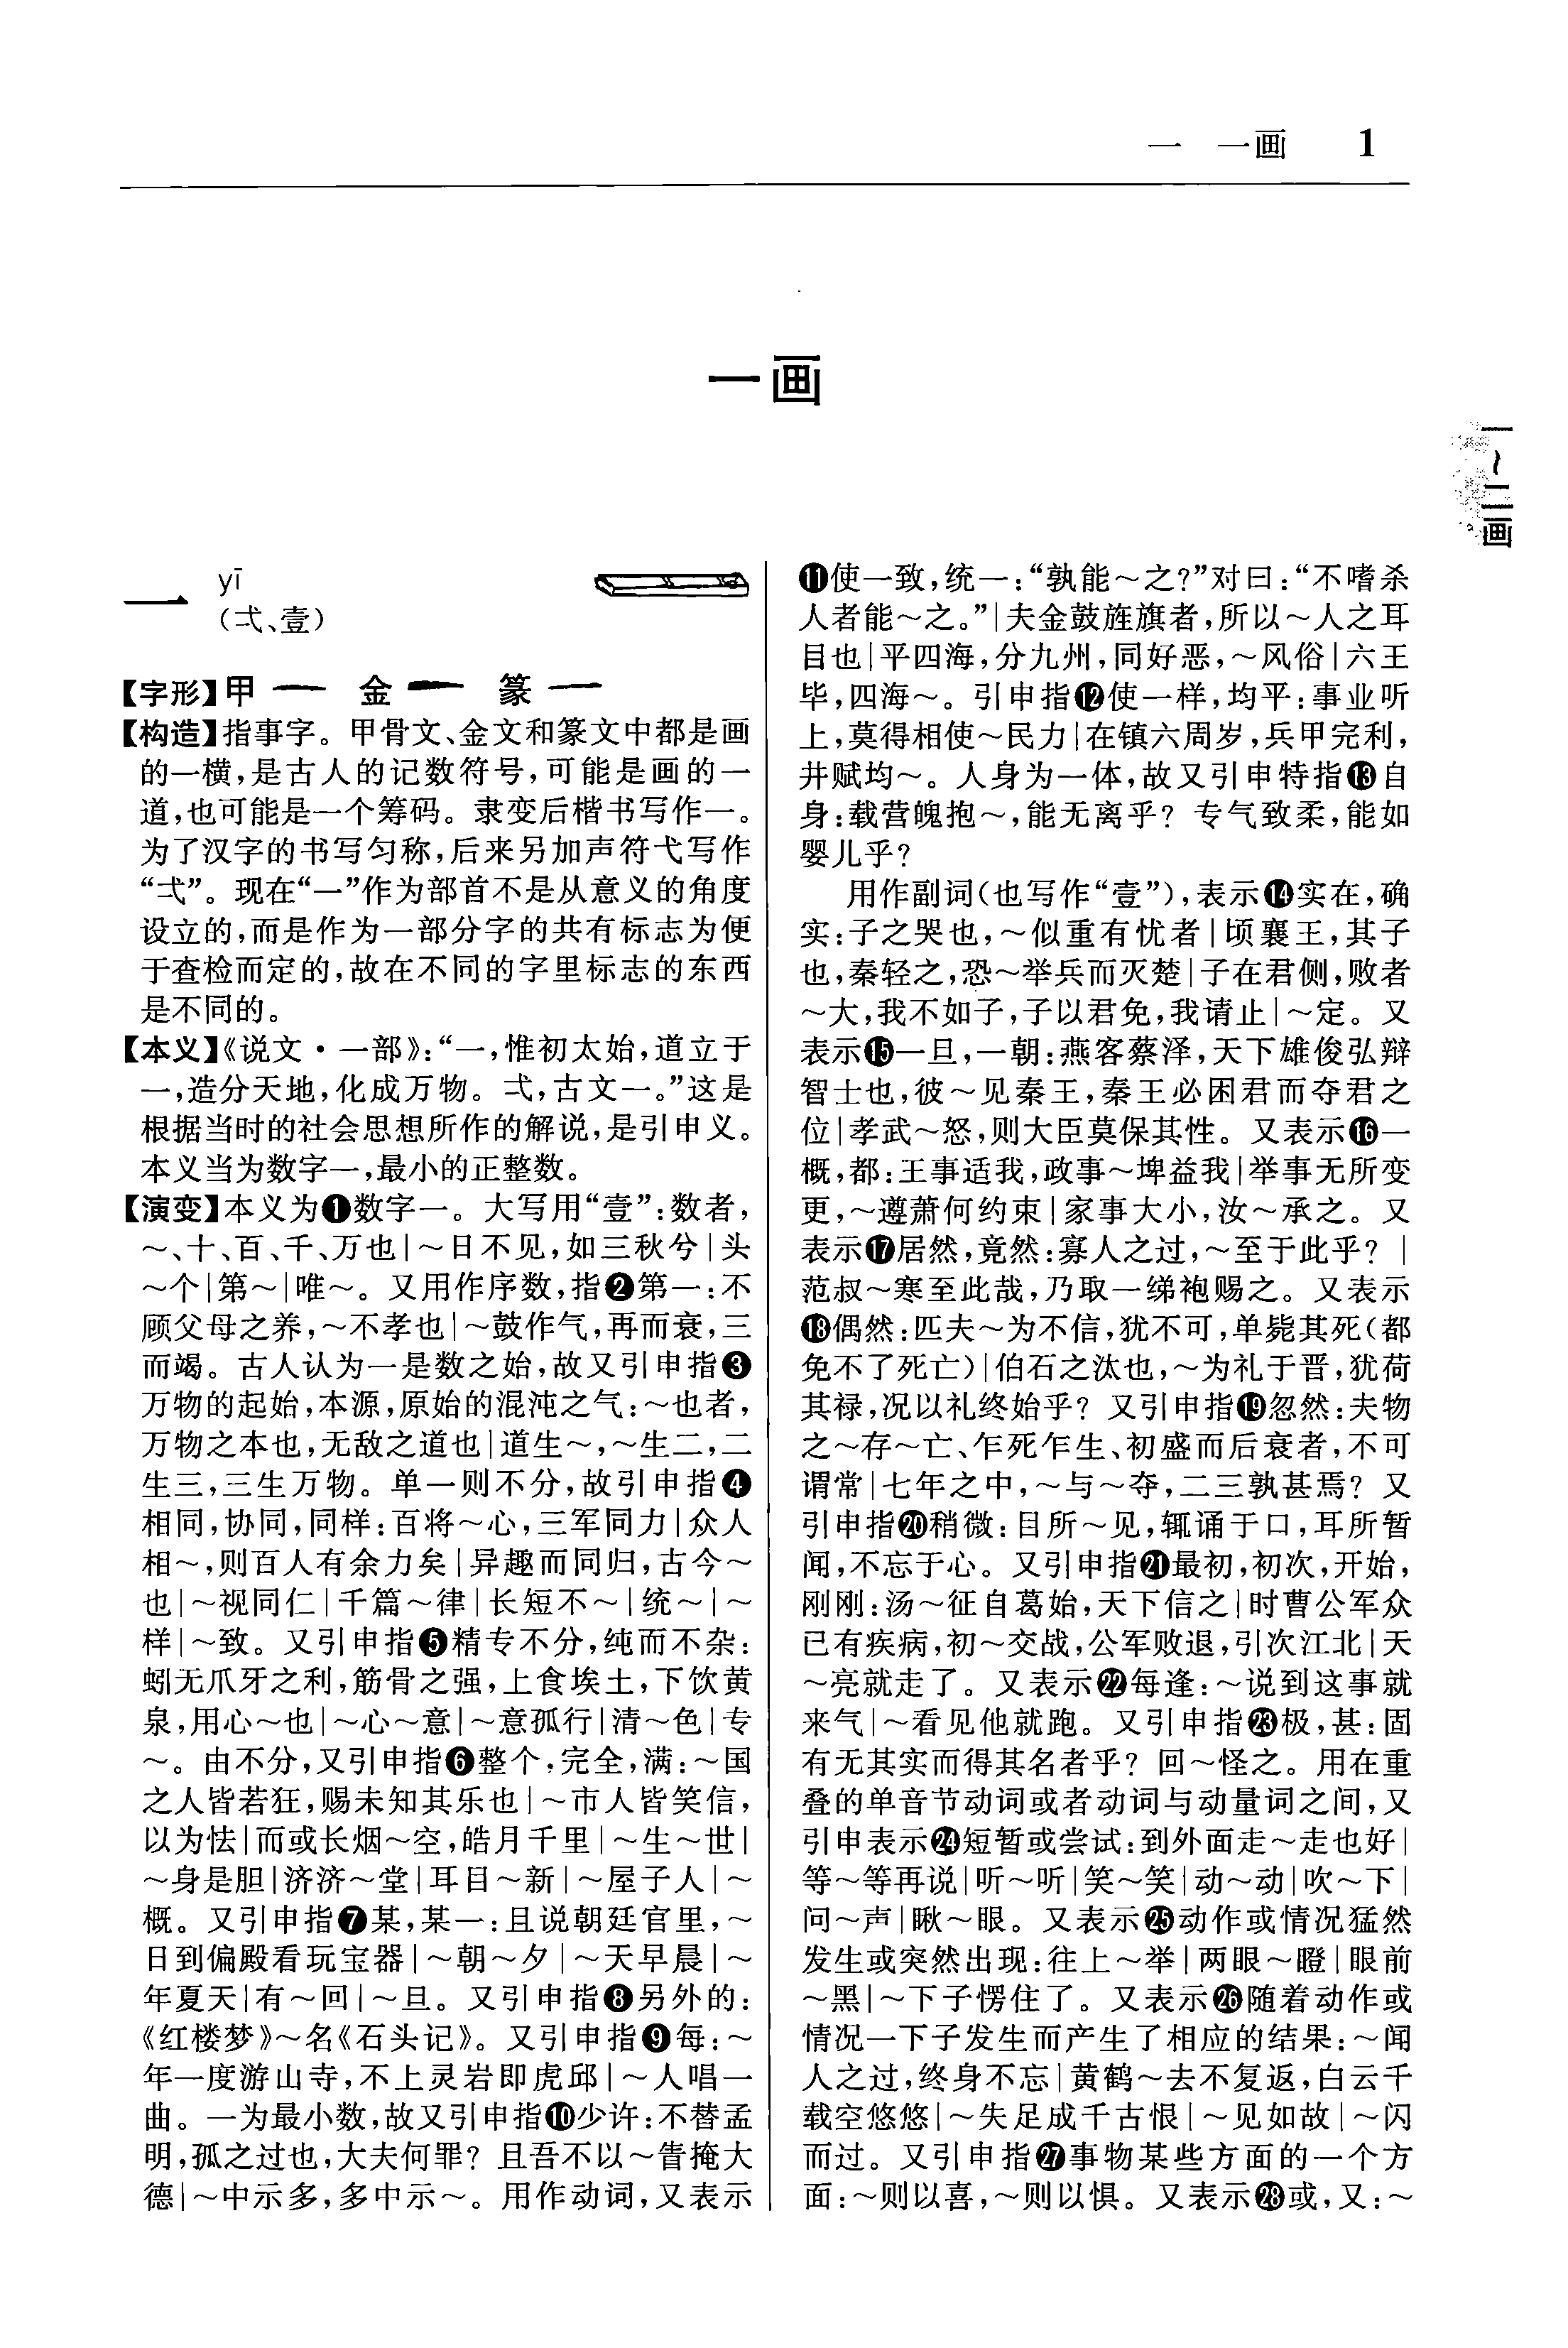 一 一画 1
一画
一~二画
一 yī
(弌、壹)
【字形】甲 一 金 一 篆 一
【构造】指事字。甲骨文、金文和篆文中都是画
的一横,是古人的记数符号,可能是画的一
道,也可能是一个筹码。隶变后楷书写作一。
为了汉字的书写匀称,后来另加声符弋写作
“弌”。现在“一”作为部首不是从意义的角度
设立的,而是作为一部分字的共有标志为便
于查检而定的,故在不同的字里标志的东西
是不同的。
【本义】《说文·一部》:“一,惟初太始,道立于
一,造分天地,化成万物。弌,古文一。”这是
根据当时的社会思想所作的解说,是引申义。
本义当为数字一,最小的正整数。
【演变】本义为❶数字一。大写用“壹”:数者,
~、十、百、千、万也|~日不见,如三秋兮|头
~个|第~|唯~。又用作序数,指❷第一:不
顾父母之养,~不孝也|~鼓作气,再而衰,三
而竭。古人认为一是数之始,故又引申指❸
万物的起始,本源,原始的混沌之气:~也者,
万物之本也,无敌之道也|道生~,~生二,二
生三,三生万物。单一则不分,故引申指❹
相同,协同,同样:百将~心,三军同力|众人
相~,则百人有余力矣|异趣而同归,古今~
也|~视同仁|千篇~律|长短不~|统~|~
样|~致。又引申指❺精专不分,纯而不杂:
蚓无爪牙之利,筋骨之强,上食埃土,下饮黄
泉,用心~也|~心~意|~意孤行|清~色|专
~。由不分,又引申指❻整个,完全,满:~国
之人皆若狂,赐未知其乐也|~市人皆笑信,
以为怯|而或长烟~空,皓月千里|~生~世|
~身是胆|济济~堂|耳目~新|~屋子人|~
概。又引申指❼某,某一:且说朝廷官里,~
日到偏殿看玩宝器|~朝~夕|~天早晨|~
年夏天|有~回|~旦。又引申指❽另外的:
《红楼梦》~名《石头记》。又引申指❾每:~
年一度游山寺,不上灵岩即虎邱|~人唱一
曲。一为最小数,故又引申指❿少许:不替孟
明,孤之过也,大夫何罪? 且吾不以~眚掩大
德|~中示多,多中示~。用作动词,又表示
⓫使一致,统一:“孰能~之?”对曰:“不嗜杀
人者能~之。”|夫金鼓旌旗者,所以~人之耳
目也|平四海,分九州,同好恶,~风俗|六王
毕,四海~。引申指⓬使一样,均平:事业听
上,莫得相使~民力|在镇六周岁,兵甲完利,
井赋均~。人身为一体,故又引申特指⓭自
身:载营魄抱~,能无离乎? 专气致柔,能如
婴儿乎?
用作副词(也写作“壹”),表示⓮实在,确
实:子之哭也,~似重有忧者|顷襄王,其子
也,秦轻之,恐~举兵而灭楚|子在君侧,败者
~大,我不如子,子以君免,我请止|~定。又
表示⓯一旦,一朝:燕客蔡泽,天下雄俊弘辩
智士也,彼~见秦王,秦王必困君而夺君之
位|孝武~怒,则大臣莫保其性。又表示⓰一
概,都:王事适我,政事~埤益我|举事无所变
更,~遵萧何约束|家事大小,汝~承之。又
表示⓱居然,竟然:寡人之过,~至于此乎? |
范叔~寒至此哉,乃取一绨袍赐之。又表示
⓲偶然:匹夫~为不信,犹不可,单毙其死(都
免不了死亡)|伯石之汰也,~为礼于晋,犹荷
其禄,况以礼终始乎? 又引申指⓳忽然:夫物
之~存~亡、乍死乍生、初盛而后衰者,不可
谓常|七年之中,~与~夺,二三孰甚焉? 又
引申指⓴稍微:目所~见,辄诵于口,耳所暂
闻,不忘于心。又引申指㉑最初,初次,开始,
刚刚:汤~征自葛始,天下信之|时曹公军众
已有疾病,初~交战,公军败退,引次江北|天
~亮就走了。又表示㉒每逢:~说到这事就
来气|~看见他就跑。又引申指㉓极,甚:固
有无其实而得其名者乎? 回~怪之。用在重
叠的单音节动词或者动词与动量词之间,又
引申表示㉔短暂或尝试:到外面走~走也好|
等~等再说|听~听|笑~笑|动~动|吹~下|
问~声|瞅~眼。又表示㉕动作或情况猛然
发生或突然出现:往上~举|两眼~瞪|眼前
~黑|~下子愣住了。又表示㉖随着动作或
情况一下子发生而产生了相应的结果:~闻
人之过,终身不忘|黄鹤~去不复返,白云千
载空悠悠|~失足成千古恨|~见如故|~闪
而过。又引申指㉗事物某些方面的一个方
面:~则以喜,~则以惧。又表示㉘或,又:~